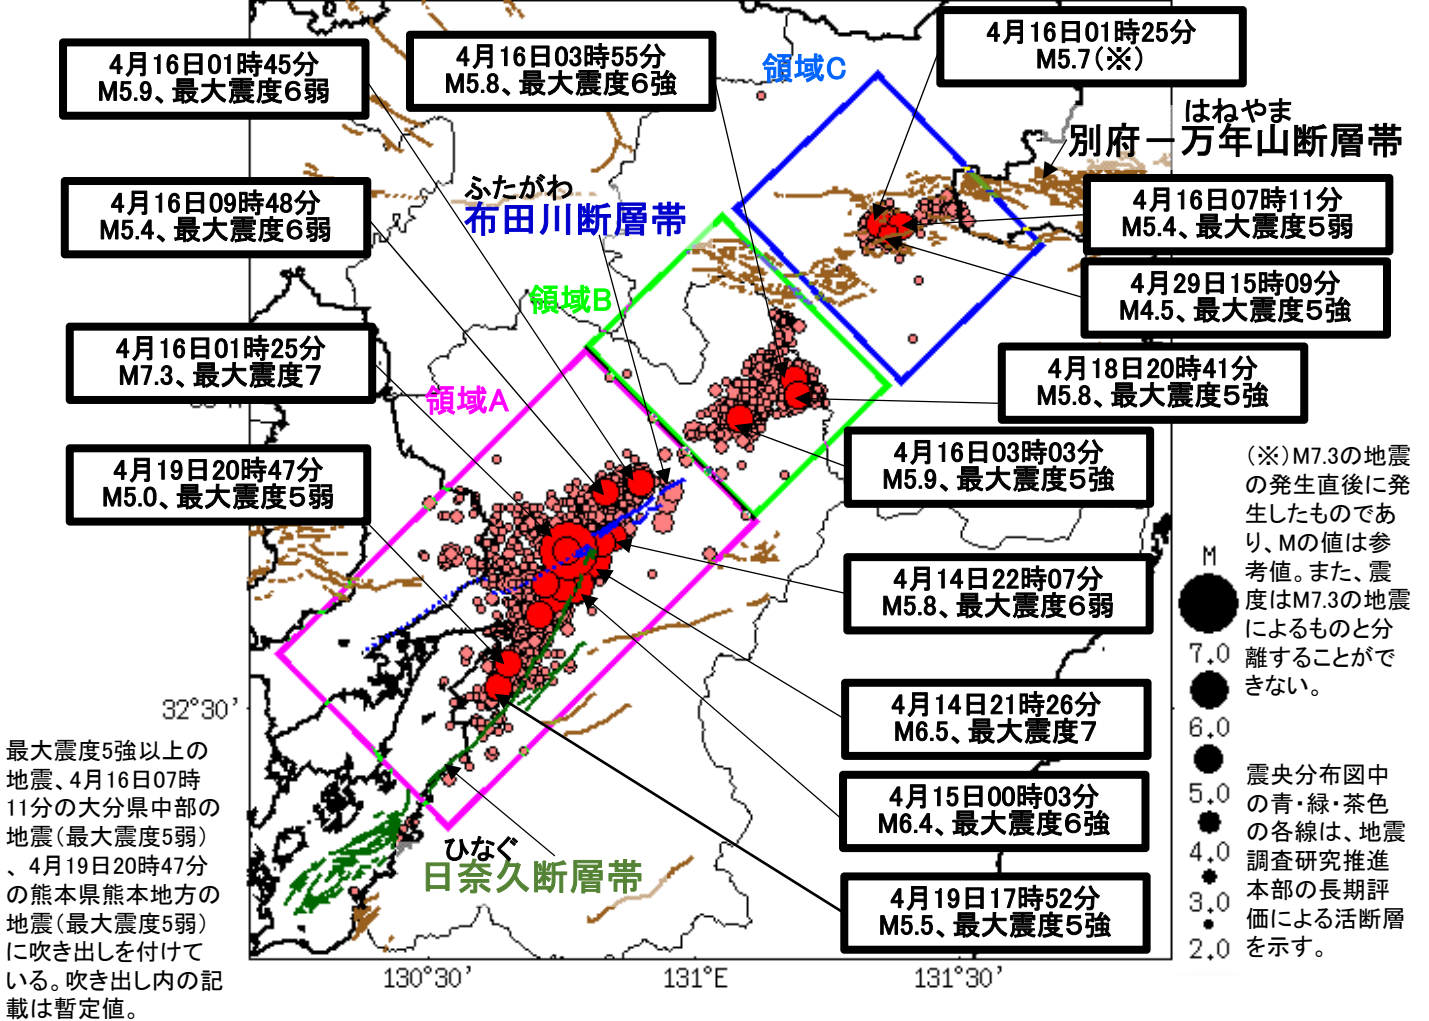 4月16日01時45分
M5.9、最大震度6弱
4月16日03時55分
M5.8、最大震度6強
領域C
4月16日01時25分
M5.7(※)
はねやま
別府－万年山断層帯
4月16日09時48分
M5.4、最大震度6弱
ふたがわ
布田川断層帯
4月16日07時11分
M5.4、最大震度5弱
4月29日15時09分
M4.5、最大震度5強
領域B
4月16日01時25分
M7.3、最大震度7
領域A
4月18日20時41分
M5.8、最大震度5強
4月19日20時47分
M5.0、最大震度5弱
4月16日03時03分
M5.9、最大震度5強
4月14日22時07分
M5.8、最大震度6弱
4月14日21時26分
M6.5、最大震度7
4月15日00時03分
M6.4、最大震度6強
4月19日17時52分
M5.5、最大震度5強
ひなぐ
日奈久断層帯
32°30'
130°30'
131°E
131°30'
(※)M7.3の地震
の発生直後に発
生したものであ
り、Mの値は参
考値。また、震
度はM7.3の地震
によるものと分
離することがで
きない。
M
7.0
6.0
5.0
4.0
3.0
2.0
震央分布図中
の青・緑・茶色
の各線は、地震
調査研究推進
本部の長期評
価による活断層
を示す。
最大震度5強以上の
地震、4月16日07時
11分の大分県中部の
地震(最大震度5弱)
、4月19日20時47分
の熊本県熊本地方の
地震(最大震度5弱)
に吹き出しを付けて
いる。吹き出し内の記
載は暫定値。